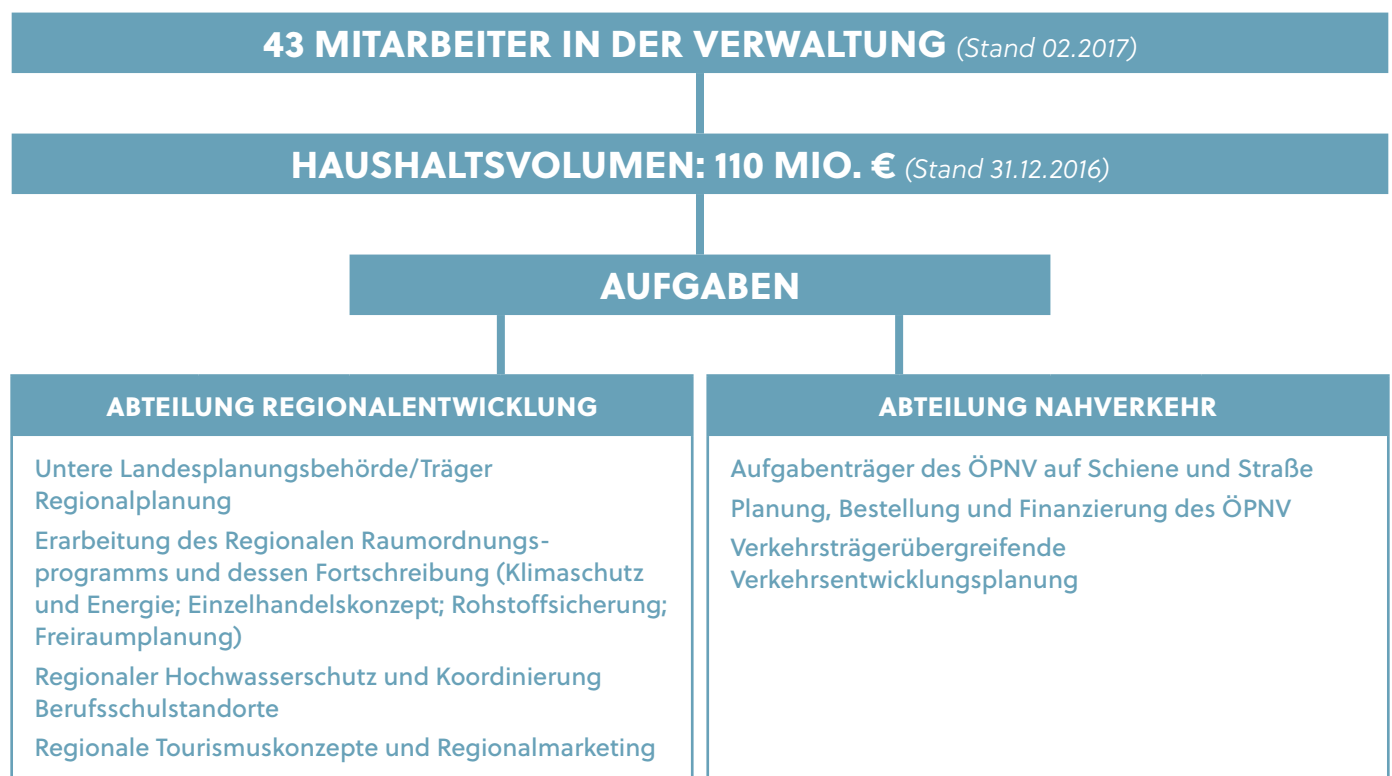 43 MITARBEITER IN DER VERWALTUNG (Stand 02.2017)
HAUSHALTSVOLUMEN: 110 MIO. € (Stand 31.12.2016)
AUFGABEN
ABTEILUNG REGIONALENTWICKLUNG
Untere Landesplanungsbehörde/Träger
Regionalplanung
Erarbeitung des Regionalen Raumordnungs-
programms und dessen Fortschreibung (Klimaschutz
und Energie; Einzelhandelskonzept; Rohstoffsicherung;
Freiraumplanung)
Regionaler Hochwasserschutz und Koordinierung
Berufsschulstandorte
Regionale Tourismuskonzepte und Regionalmarketing
ABTEILUNG NAHVERKEHR
Aufgabenträger des ÖPNV auf Schiene und Straße
Planung, Bestellung und Finanzierung des ÖPNV
Verkehrsträgerübergreifende
Verkehrsentwicklungsplanung